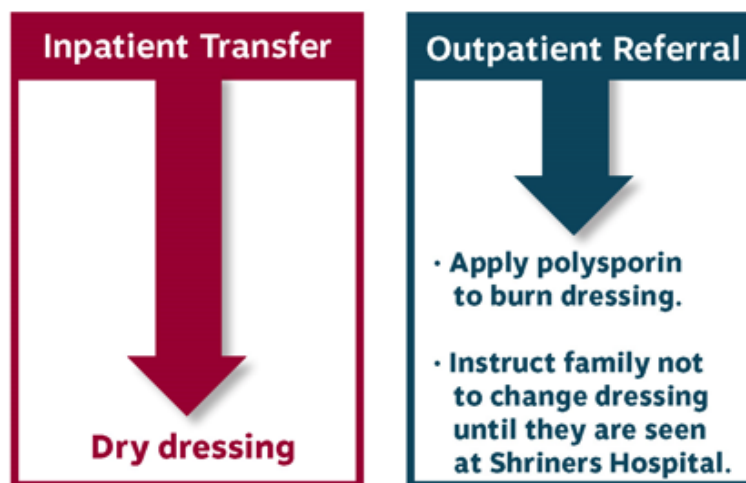 Inpatient Transfer
Dry dressing
Outpatient Referral
· Apply polysporin
to burn dressing.
· Instruct family not
to change dressing
until they are seen
at Shriners Hospital.